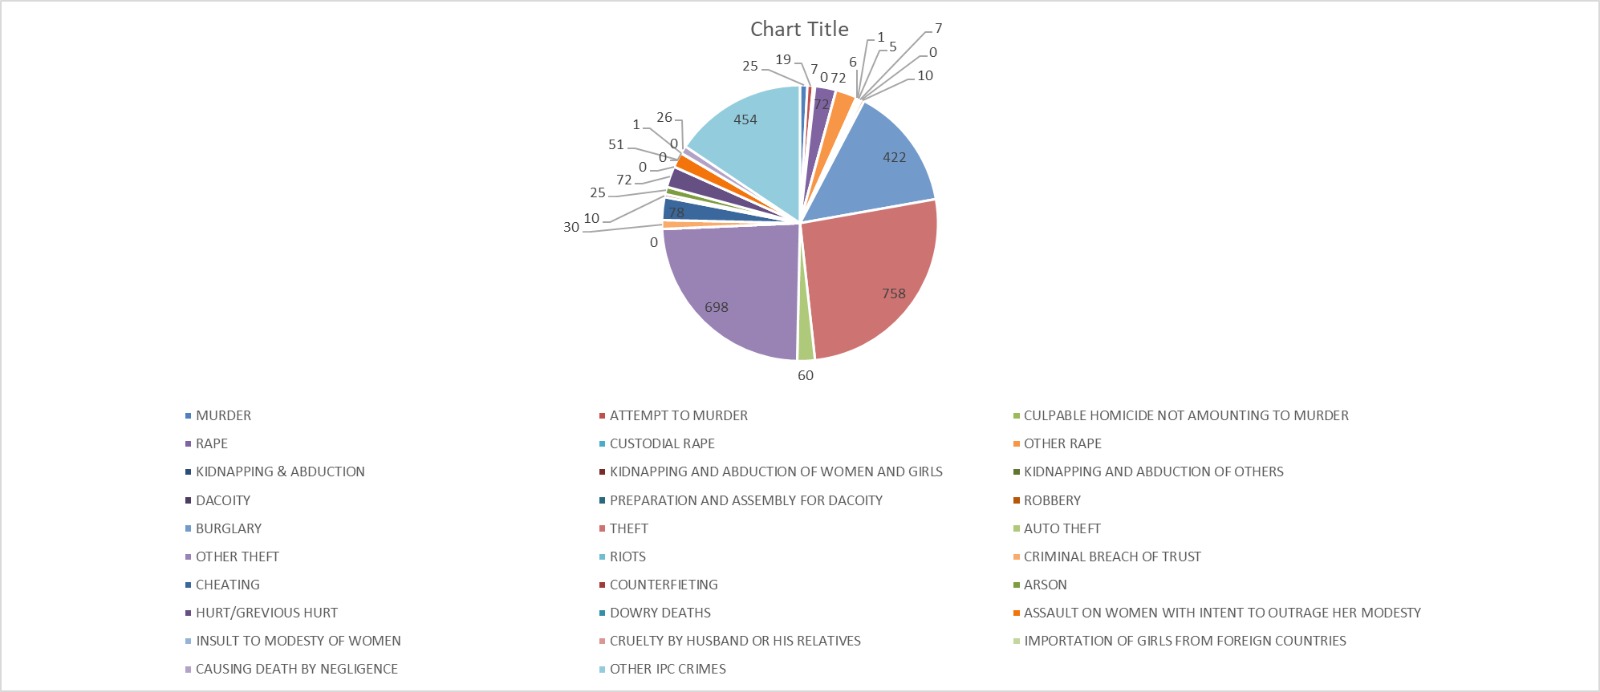 Chart Title
25
19
7
0
72
72
6
1
5
7
0
10
422
758
60
698
0
30
78
10
25
72
0
51
0
1
0
26
454
MURDER
ATTEMPT TO MURDER
CULPABLE HOMICIDE NOT AMOUNTING TO MURDER
RAPE
CUSTODIAL RAPE
OTHER RAPE
KIDNAPPING & ABDUCTION
KIDNAPPING AND ABDUCTION OF WOMEN AND GIRLS
KIDNAPPING AND ABDUCTION OF OTHERS
DACOITY
PREPARATION AND ASSEMBLY FOR DACOITY
ROBBERY
BURGLARY
THEFT
AUTO THEFT
OTHER THEFT
RIOTS
CRIMINAL BREACH OF TRUST
CHEATING
COUNTERFIETING
ARSON
HURT/GREVIOUS HURT
DOWRY DEATHS
ASSAULT ON WOMEN WITH INTENT TO OUTRAGE HER MODESTY
INSULT TO MODESTY OF WOMEN
CRUELTY BY HUSBAND OR HIS RELATIVES
IMPORTATION OF GIRLS FROM FOREIGN COUNTRIES
CAUSING DEATH BY NEGLIGENCE
OTHER IPC CRIMES